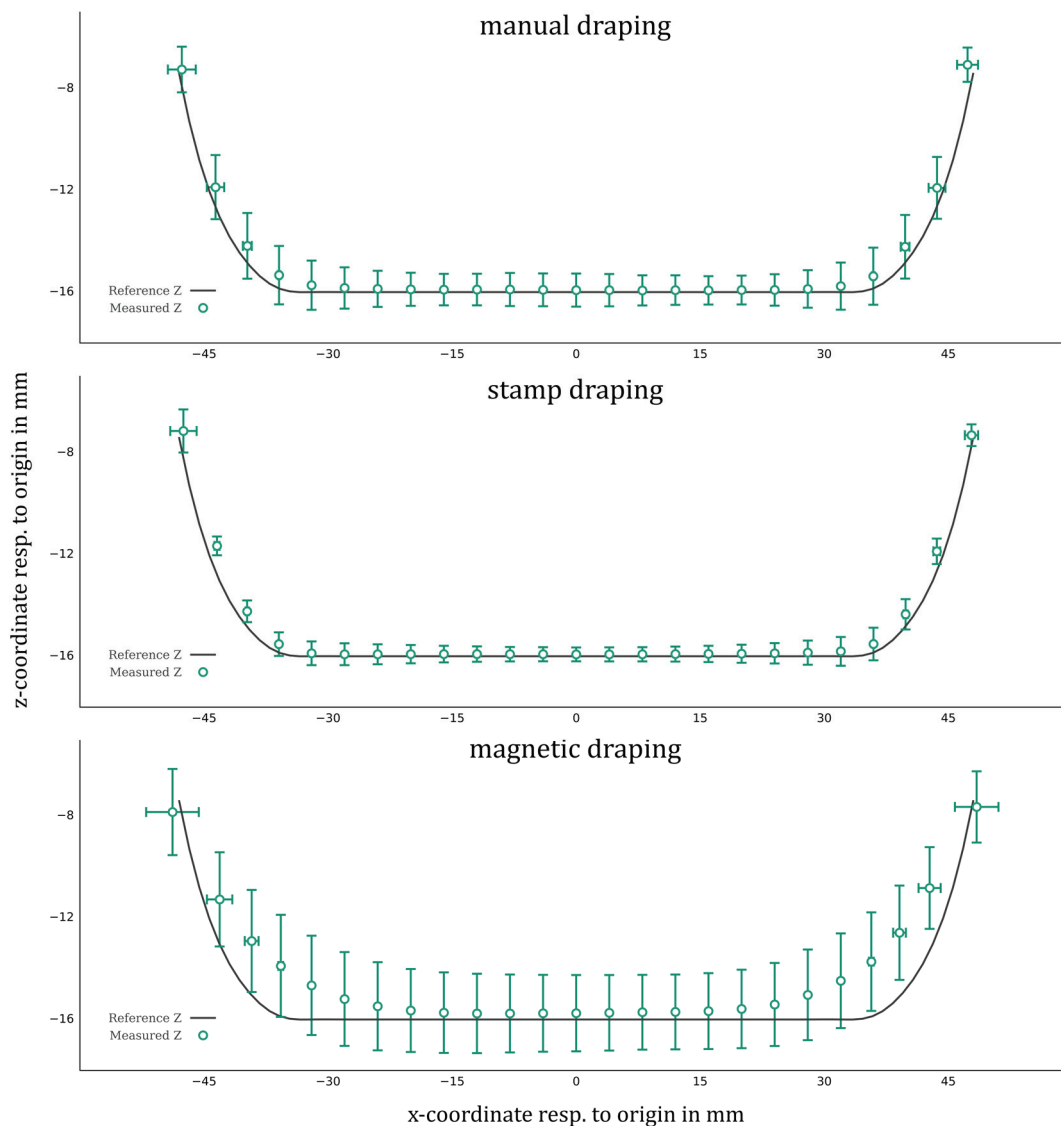 manual draping
−8
−12
−16
Reference Z
Measured Z
−45 −30 −15 0 15 30 45
stamp draping
−8
−12
−16
Reference Z
Measured Z
−45 −30 −15 0 15 30 45
z-coordinate resp. to origin in mm
magnetic draping
−8
−12
−16
Reference Z
Measured Z
−45 −30 −15 0 15 30 45
x-coordinate resp. to origin in mm